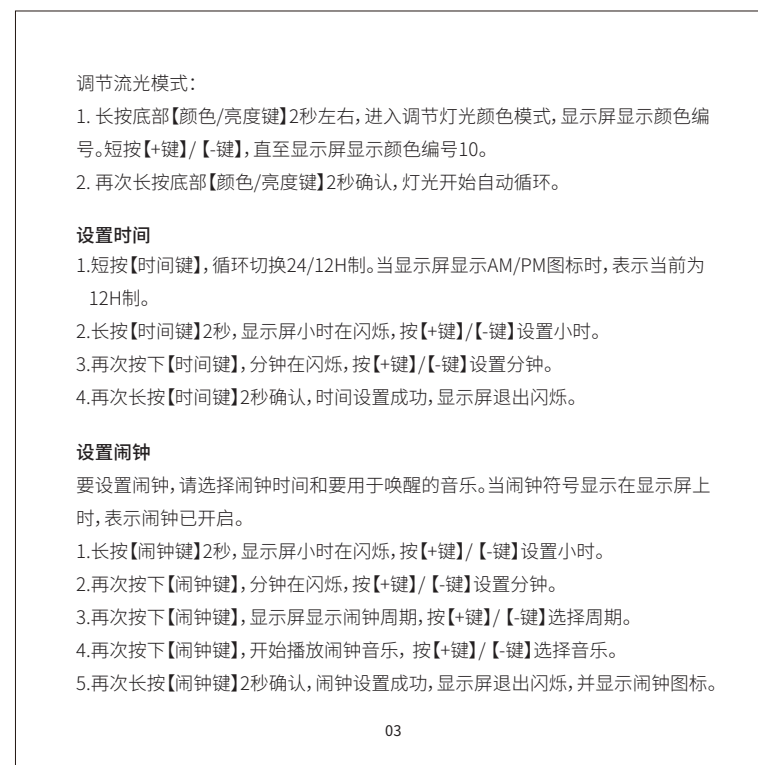 调节流光模式：
1. 长按底部【颜色/亮度键】2秒左右，进入调节灯光颜色模式，显示屏显示颜色编
号。短按【+键】/【-键】，直至显示屏显示颜色编号10。
2. 再次长按底部【颜色/亮度键】2秒确认，灯光开始自动循环。
设置时间
1.短按【时间键】，循环切换24/12H制。当显示屏显示AM/PM图标时，表示当前为
12H制。
2.长按【时间键】2秒，显示屏小时在闪烁，按【+键】/【-键】设置小时。
3.再次按下【时间键】，分钟在闪烁，按【+键】/【-键】设置分钟。
4.再次长按【时间键】2秒确认，时间设置成功，显示屏退出闪烁。
设置闹钟
要设置闹钟，请选择闹钟时间和要用于唤醒的音乐。当闹钟符号显示在显示屏上
时，表示闹钟已开启。
1.长按【闹钟键】2秒，显示屏小时在闪烁，按【+键】/【-键】设置小时。
2.再次按下【闹钟键】，分钟在闪烁，按【+键】/【-键】设置分钟。
3.再次按下【闹钟键】，显示屏显示闹钟周期，按【+键】/【-键】选择周期。
4.再次按下【闹钟键】，开始播放闹钟音乐，按【+键】/【-键】选择音乐。
5.再次长按【闹钟键】2秒确认，闹钟设置成功，显示屏退出闪烁，并显示闹钟图标。
03